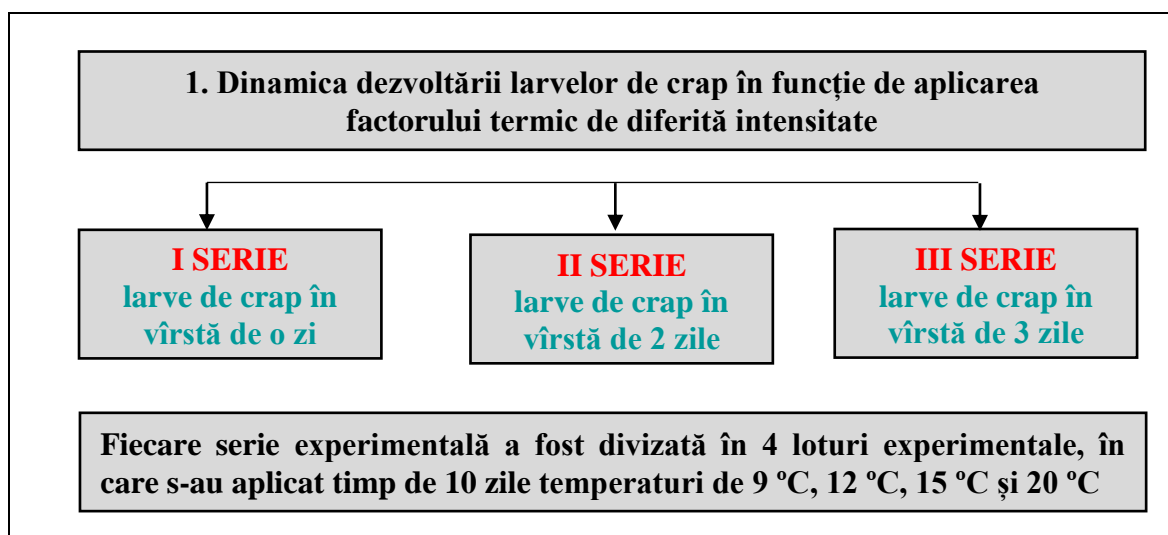 1. Dinamica dezvoltării larvelor de crap în funcție de aplicarea
factorului termic de diferită intensitate
I SERIE
larve de crap în
vîrstă de o zi
II SERIE
larve de crap în
vîrstă de 2 zile
III SERIE
larve de crap în
vîrstă de 3 zile
Fiecare serie experimentală a fost divizată în 4 loturi experimentale, în
care s-au aplicat timp de 10 zile temperaturi de 9 ºC, 12 ºC, 15 ºC și 20 ºC